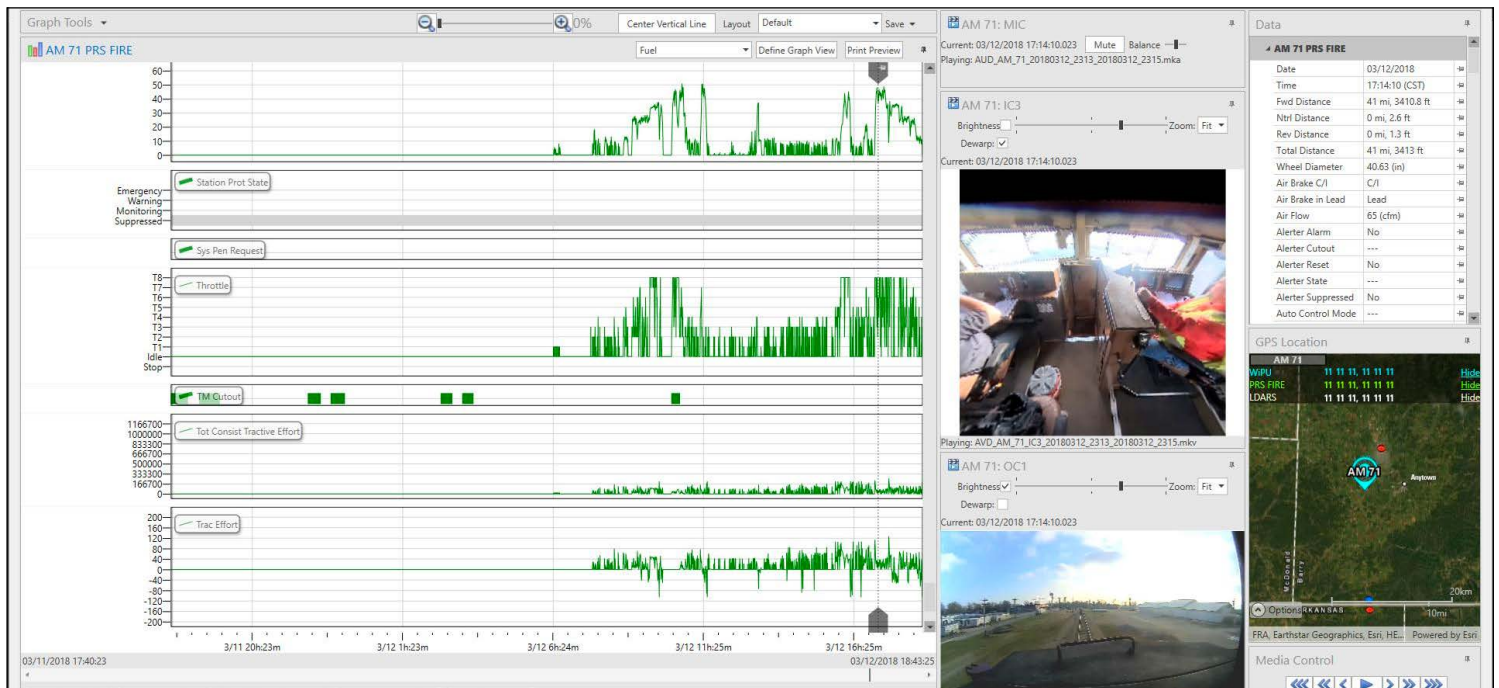 Graph Tools
0%
Center Vertical Line
Layout
Default
Save
AM 71 PRS FIRE
Fuel
Define Graph View
Print Preview
60
50
40
30
20
10
0
Station Prot State
Emergency
Warning
Monitoring
Suppressed
Sys Pen Request
Throttle
T8
T7
T6
T5
T4
T3
T2
T1
Idle
Stop
TM Cutout
Tot Consist Tractive Effort
1166700
1000000
833300
666700
500000
333300
166700
0
Trac Effort
200
160
120
80
40
0
-40
-80
-120
-160
-200
3/11 20h:23m
3/12 1h:23m
3/12 6h:24m
3/12 11h:25m
3/12 16h:25m
03/11/2018 17:40:23
03/12/2018 18:43:25
AM 71: MIC
Current: 03/12/2018 17:14:10.023
Mute
Balance
Playing: AUD_AM_71_20180312_2313_20180312_2315.mka
AM 71: IC3
Brightness
Zoom: Fit
Dewarp:
Current: 03/12/2018 17:14:10.023
Playing: AVD_AM_71_IC3_20180312_2313_20180312_2315.mkv
AM 71: OC1
Brightness
Zoom: Fit
Dewarp:
Current: 03/12/2018 17:14:10.023
Data
AM 71 PRS FIRE
Date 03/12/2018
Time 17:14:10 (CST)
Fwd Distance 41 mi, 3410.8 ft
Ntrl Distance 0 mi, 2.6 ft
Rev Distance 0 mi, 1.3 ft
Total Distance 41 mi, 3413 ft
Wheel Diameter 40.63 (in)
Air Brake C/I C/I
Air Brake in Lead Lead
Air Flow 65 (cfm)
Alerter Alarm No
Alerter Cutout ---
Alerter Reset No
Alerter State ---
Alerter Suppressed No
Auto Control Mode ---
GPS Location
AM 71
WiPU 11 11 11, 11 11 11 Hide
PRS FIRE 11 11 11, 11 11 11 Hide
LDARS 11 11 11, 11 11 11 Hide
AM 71
Anytown
McDonald
Barry
20km
Options
RKANSAS
10mi
FRA, Earthstar Geographics, Esri, HE...
Powered by Esri
Media Control